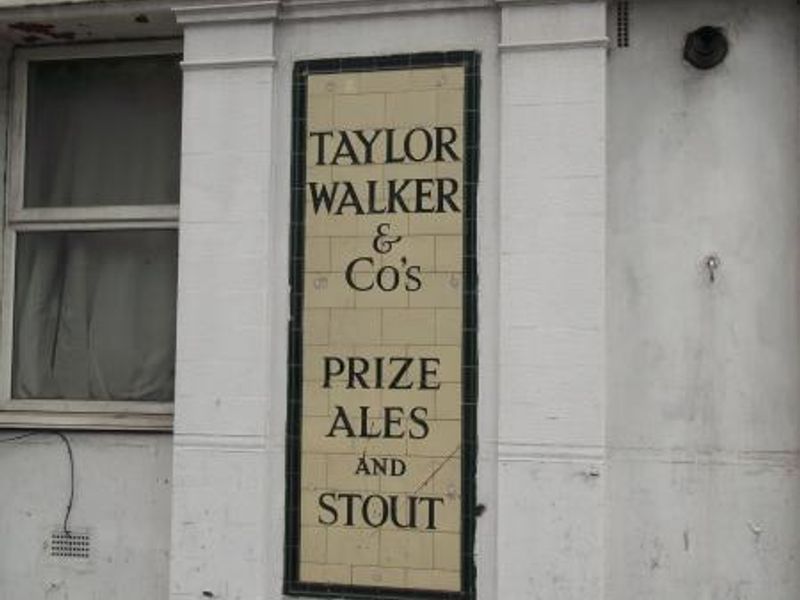 TAYLOR
WALKER
&
Co's
PRIZE
ALES
AND
STOUT